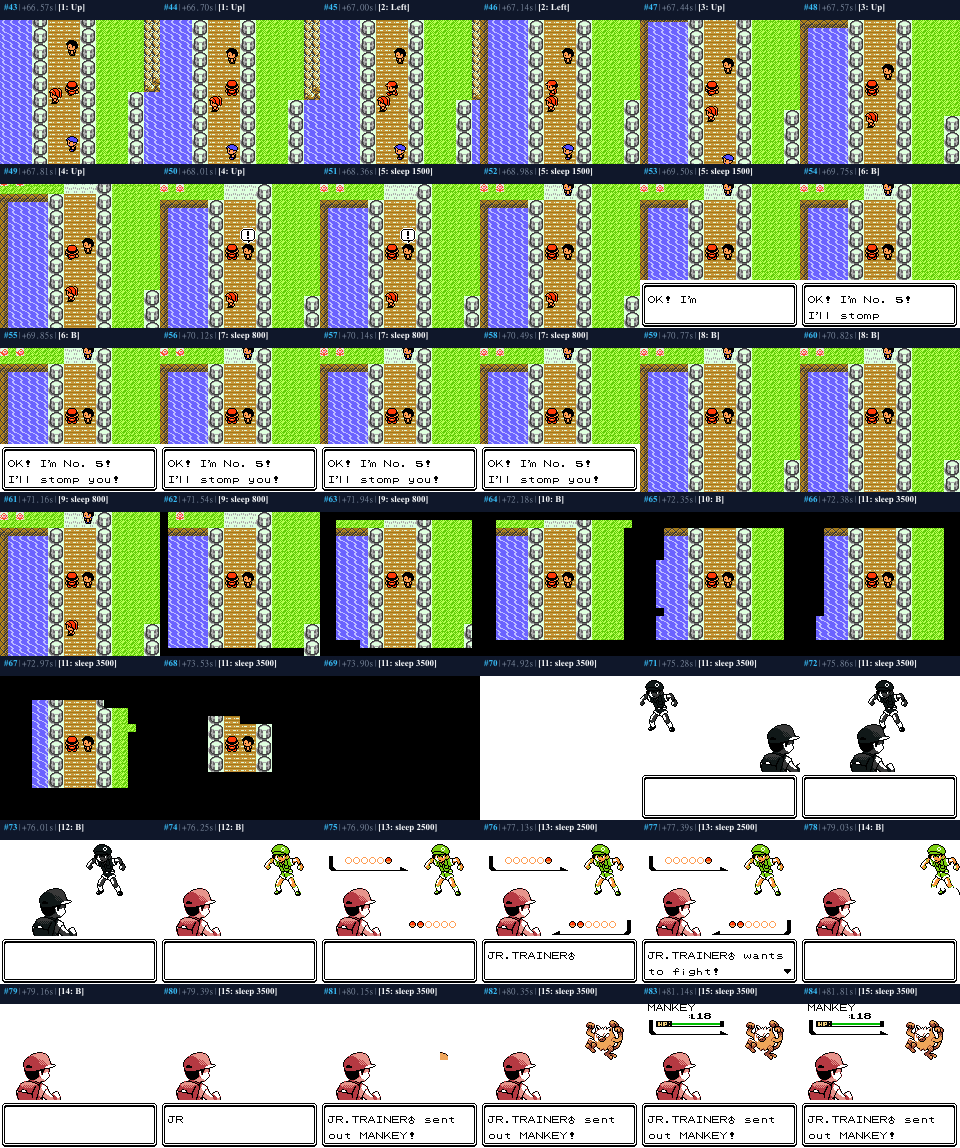 #43 | +66.57s | [1: Up]
#44 | +66.70s | [1: Up]
#45 | +67.00s | [2: Left]
#46 | +67.14s | [2: Left]
#47 | +67.44s | [3: Up]
#48 | +67.57s | [3: Up]
#49 | +67.81s | [4: Up]
#50 | +68.01s | [4: Up]
#51 | +68.36s | [5: sleep 1500]
#52 | +68.98s | [5: sleep 1500]
#53 | +69.50s | [5: sleep 1500]
#54 | +69.75s | [6: B]
!
!
OK! I'm
OK! I'm No. 5!
I'll stomp
#55 | +69.85s | [6: B]
#56 | +70.12s | [7: sleep 800]
#57 | +70.14s | [7: sleep 800]
#58 | +70.49s | [7: sleep 800]
#59 | +70.77s | [8: B]
#60 | +70.82s | [8: B]
OK! I'm No. 5!
I'll stomp you!
OK! I'm No. 5!
I'll stomp you!
OK! I'm No. 5!
I'll stomp you!
OK! I'm No. 5!
I'll stomp you!
#61 | +71.16s | [9: sleep 800]
#62 | +71.54s | [9: sleep 800]
#63 | +71.94s | [9: sleep 800]
#64 | +72.18s | [10: B]
#65 | +72.35s | [10: B]
#66 | +72.38s | [11: sleep 3500]
#67 | +72.97s | [11: sleep 3500]
#68 | +73.53s | [11: sleep 3500]
#69 | +73.90s | [11: sleep 3500]
#70 | +74.92s | [11: sleep 3500]
#71 | +75.28s | [11: sleep 3500]
#72 | +75.86s | [11: sleep 3500]
#73 | +76.01s | [12: B]
#74 | +76.25s | [12: B]
#75 | +76.90s | [13: sleep 2500]
#76 | +77.13s | [13: sleep 2500]
#77 | +77.39s | [13: sleep 2500]
#78 | +79.03s | [14: B]
JR.TRAINER♂
JR.TRAINER♂ wants
to fight!
#79 | +79.16s | [14: B]
#80 | +79.39s | [15: sleep 3500]
#81 | +80.15s | [15: sleep 3500]
#82 | +80.35s | [15: sleep 3500]
#83 | +81.14s | [15: sleep 3500]
#84 | +81.81s | [15: sleep 3500]
JR
JR.TRAINER♂ sent
out MANKEY!
JR.TRAINER♂ sent
out MANKEY!
MANKEY
:L18
HP:
JR.TRAINER♂ sent
out MANKEY!
MANKEY
:L18
HP:
JR.TRAINER♂ sent
out MANKEY!